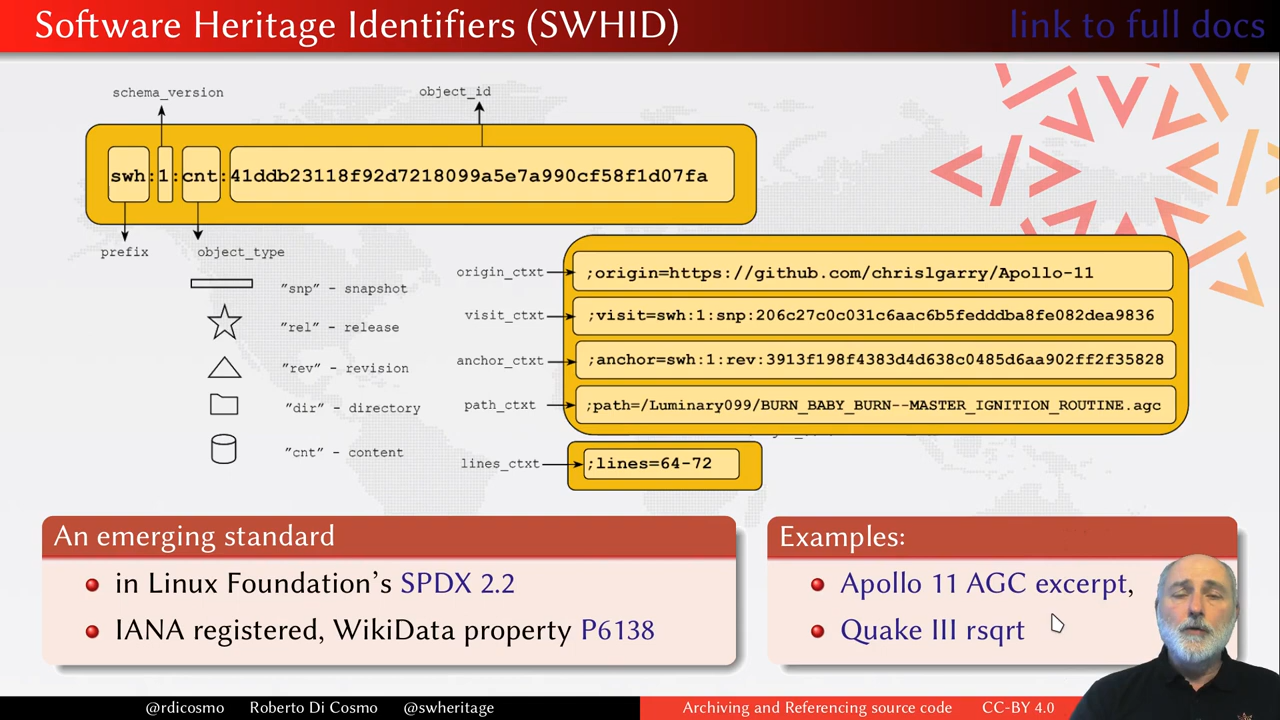 Software Heritage Identifiers (SWHID)
link to full docs
schema_version
object_id
swh:1:cnt:41ddb23118f92d7218099a5e7a990cf58f1d07fa
prefix
object_type
"snp" - snapshot
"rel" - release
"rev" - revision
"dir" - directory
"cnt" - content
origin_ctxt
;origin=https://github.com/chrislgarry/Apollo-11
visit_ctxt
;visit=swh:1:snp:206c27c0c031c6aac6b5fedddba8fe082dea9836
anchor_ctxt
;anchor=swh:1:rev:3913f198f4383d4d638c0485d6aa902ff2f35828
path_ctxt
;path=/Luminary099/BURN_BABY_BURN--MASTER_IGNITION_ROUTINE.agc
lines_ctxt
;lines=64-72
An emerging standard
in Linux Foundation's SPDX 2.2
IANA registered, WikiData property P6138
Examples:
Apollo 11 AGC excerpt,
Quake III rsqrt
@rdicosmo Roberto Di Cosmo @swheritage
Archiving and Referencing source code CC-BY 4.0